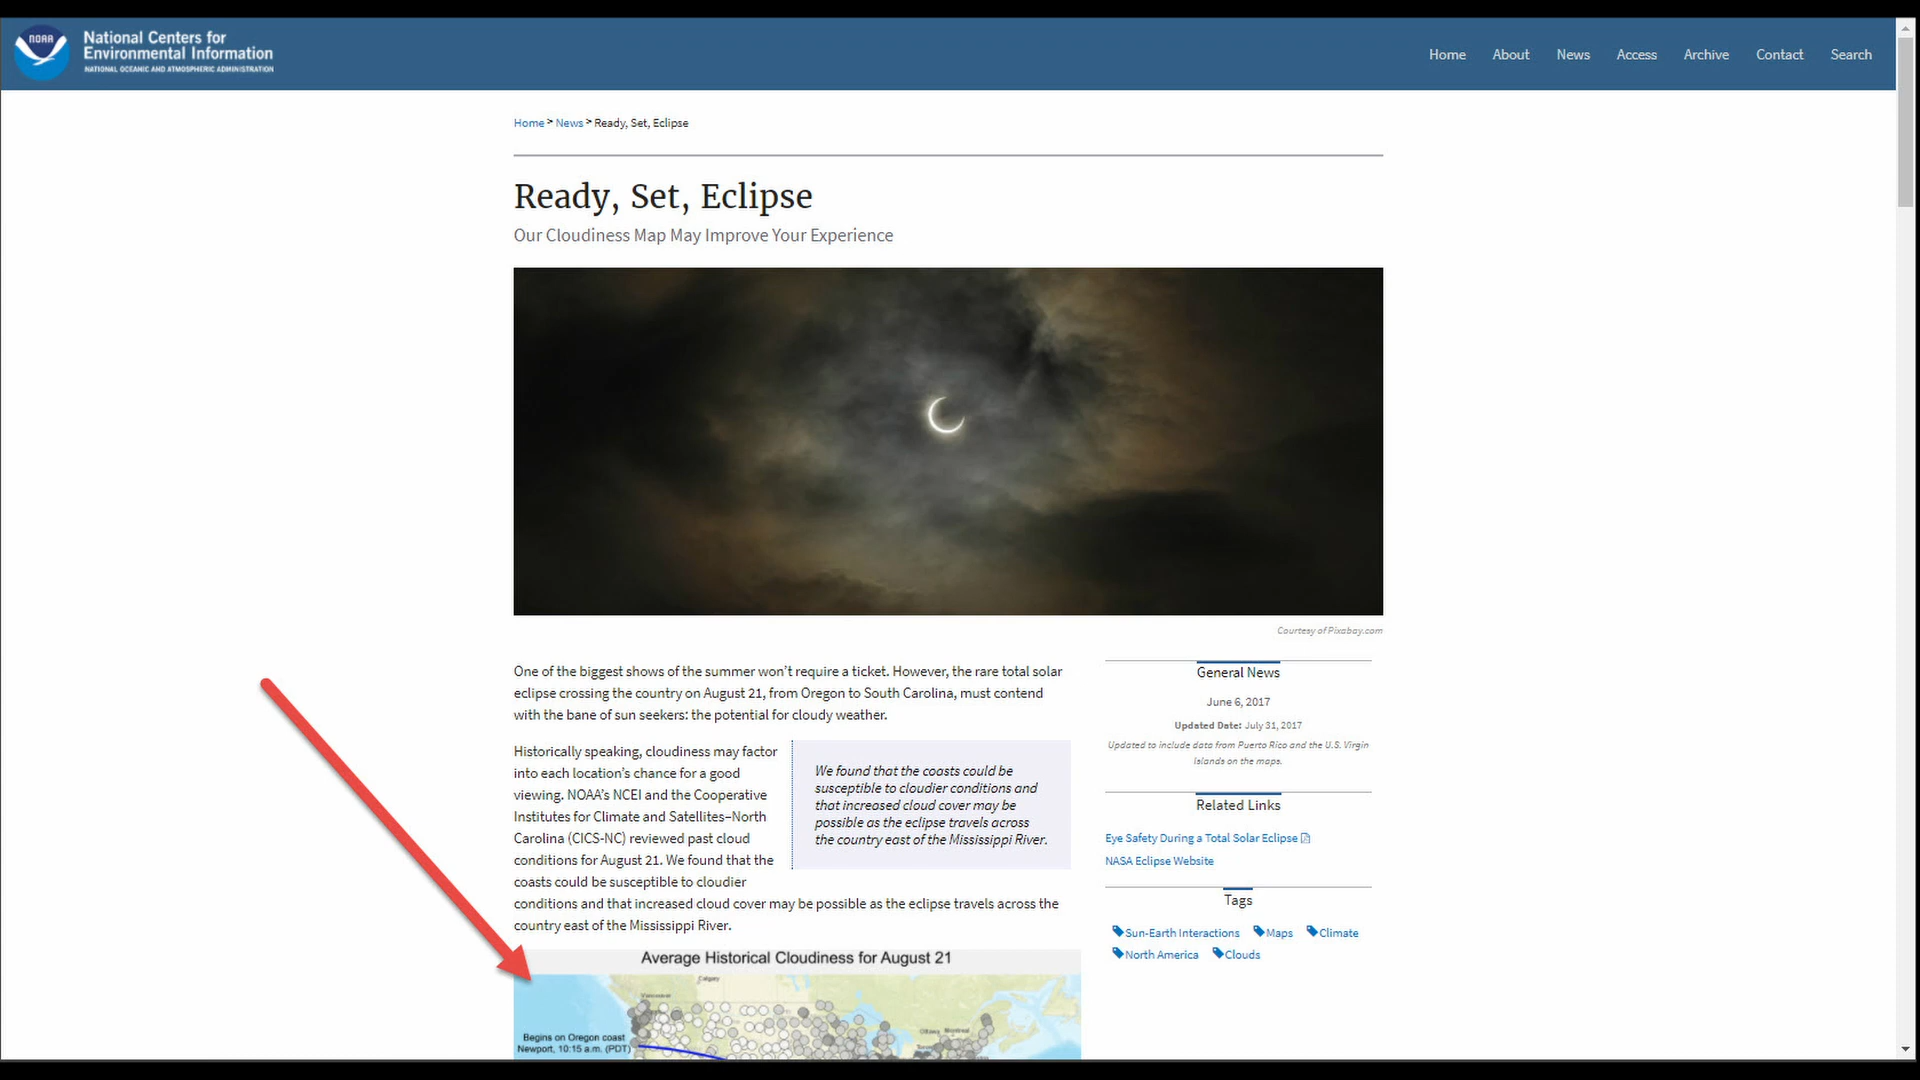 NOAA
National Centers for
Environmental Information
NATIONAL OCEANIC AND ATMOSPHERIC ADMINISTRATION
Home About News Access Archive Contact Search
Home > News > Ready, Set, Eclipse
Ready, Set, Eclipse
Our Cloudiness Map May Improve Your Experience
Courtesy of Pixabay.com
One of the biggest shows of the summer won't require a ticket. However, the rare total solar
eclipse crossing the country on August 21, from Oregon to South Carolina, must contend
with the bane of sun seekers: the potential for cloudy weather.
Historically speaking, cloudiness may factor
into each location's chance for a good
viewing. NOAA's NCEI and the Cooperative
Institutes for Climate and Satellites–North
Carolina (CICS-NC) reviewed past cloud
conditions for August 21. We found that the
coasts could be susceptible to cloudier
conditions and that increased cloud cover may be possible as the eclipse travels across the
country east of the Mississippi River.
We found that the coasts could be
susceptible to cloudier conditions and
that increased cloud cover may be
possible as the eclipse travels across
the country east of the Mississippi River.
Average Historical Cloudiness for August 21
Calgary
Vancouver
Ottawa Montreal
Begins on Oregon coast
Newport, 10:15 a.m. (PDT)
General News
June 6, 2017
Updated Date: July 31, 2017
Updated to include data from Puerto Rico and the U.S. Virgin
Islands on the maps.
Related Links
Eye Safety During a Total Solar Eclipse
NASA Eclipse Website
Tags
Sun-Earth Interactions Maps Climate
North America Clouds